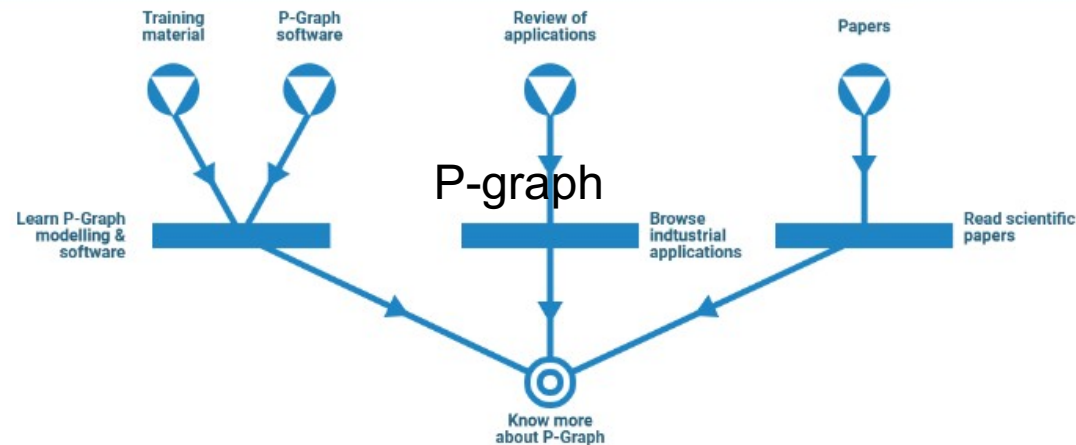 Training
material
P-Graph
software
Review of
applications
Papers
P-graph
Learn P-Graph
modelling &
software
Browse
indtustrial
applications
Read scientific
papers
Know more
about P-Graph